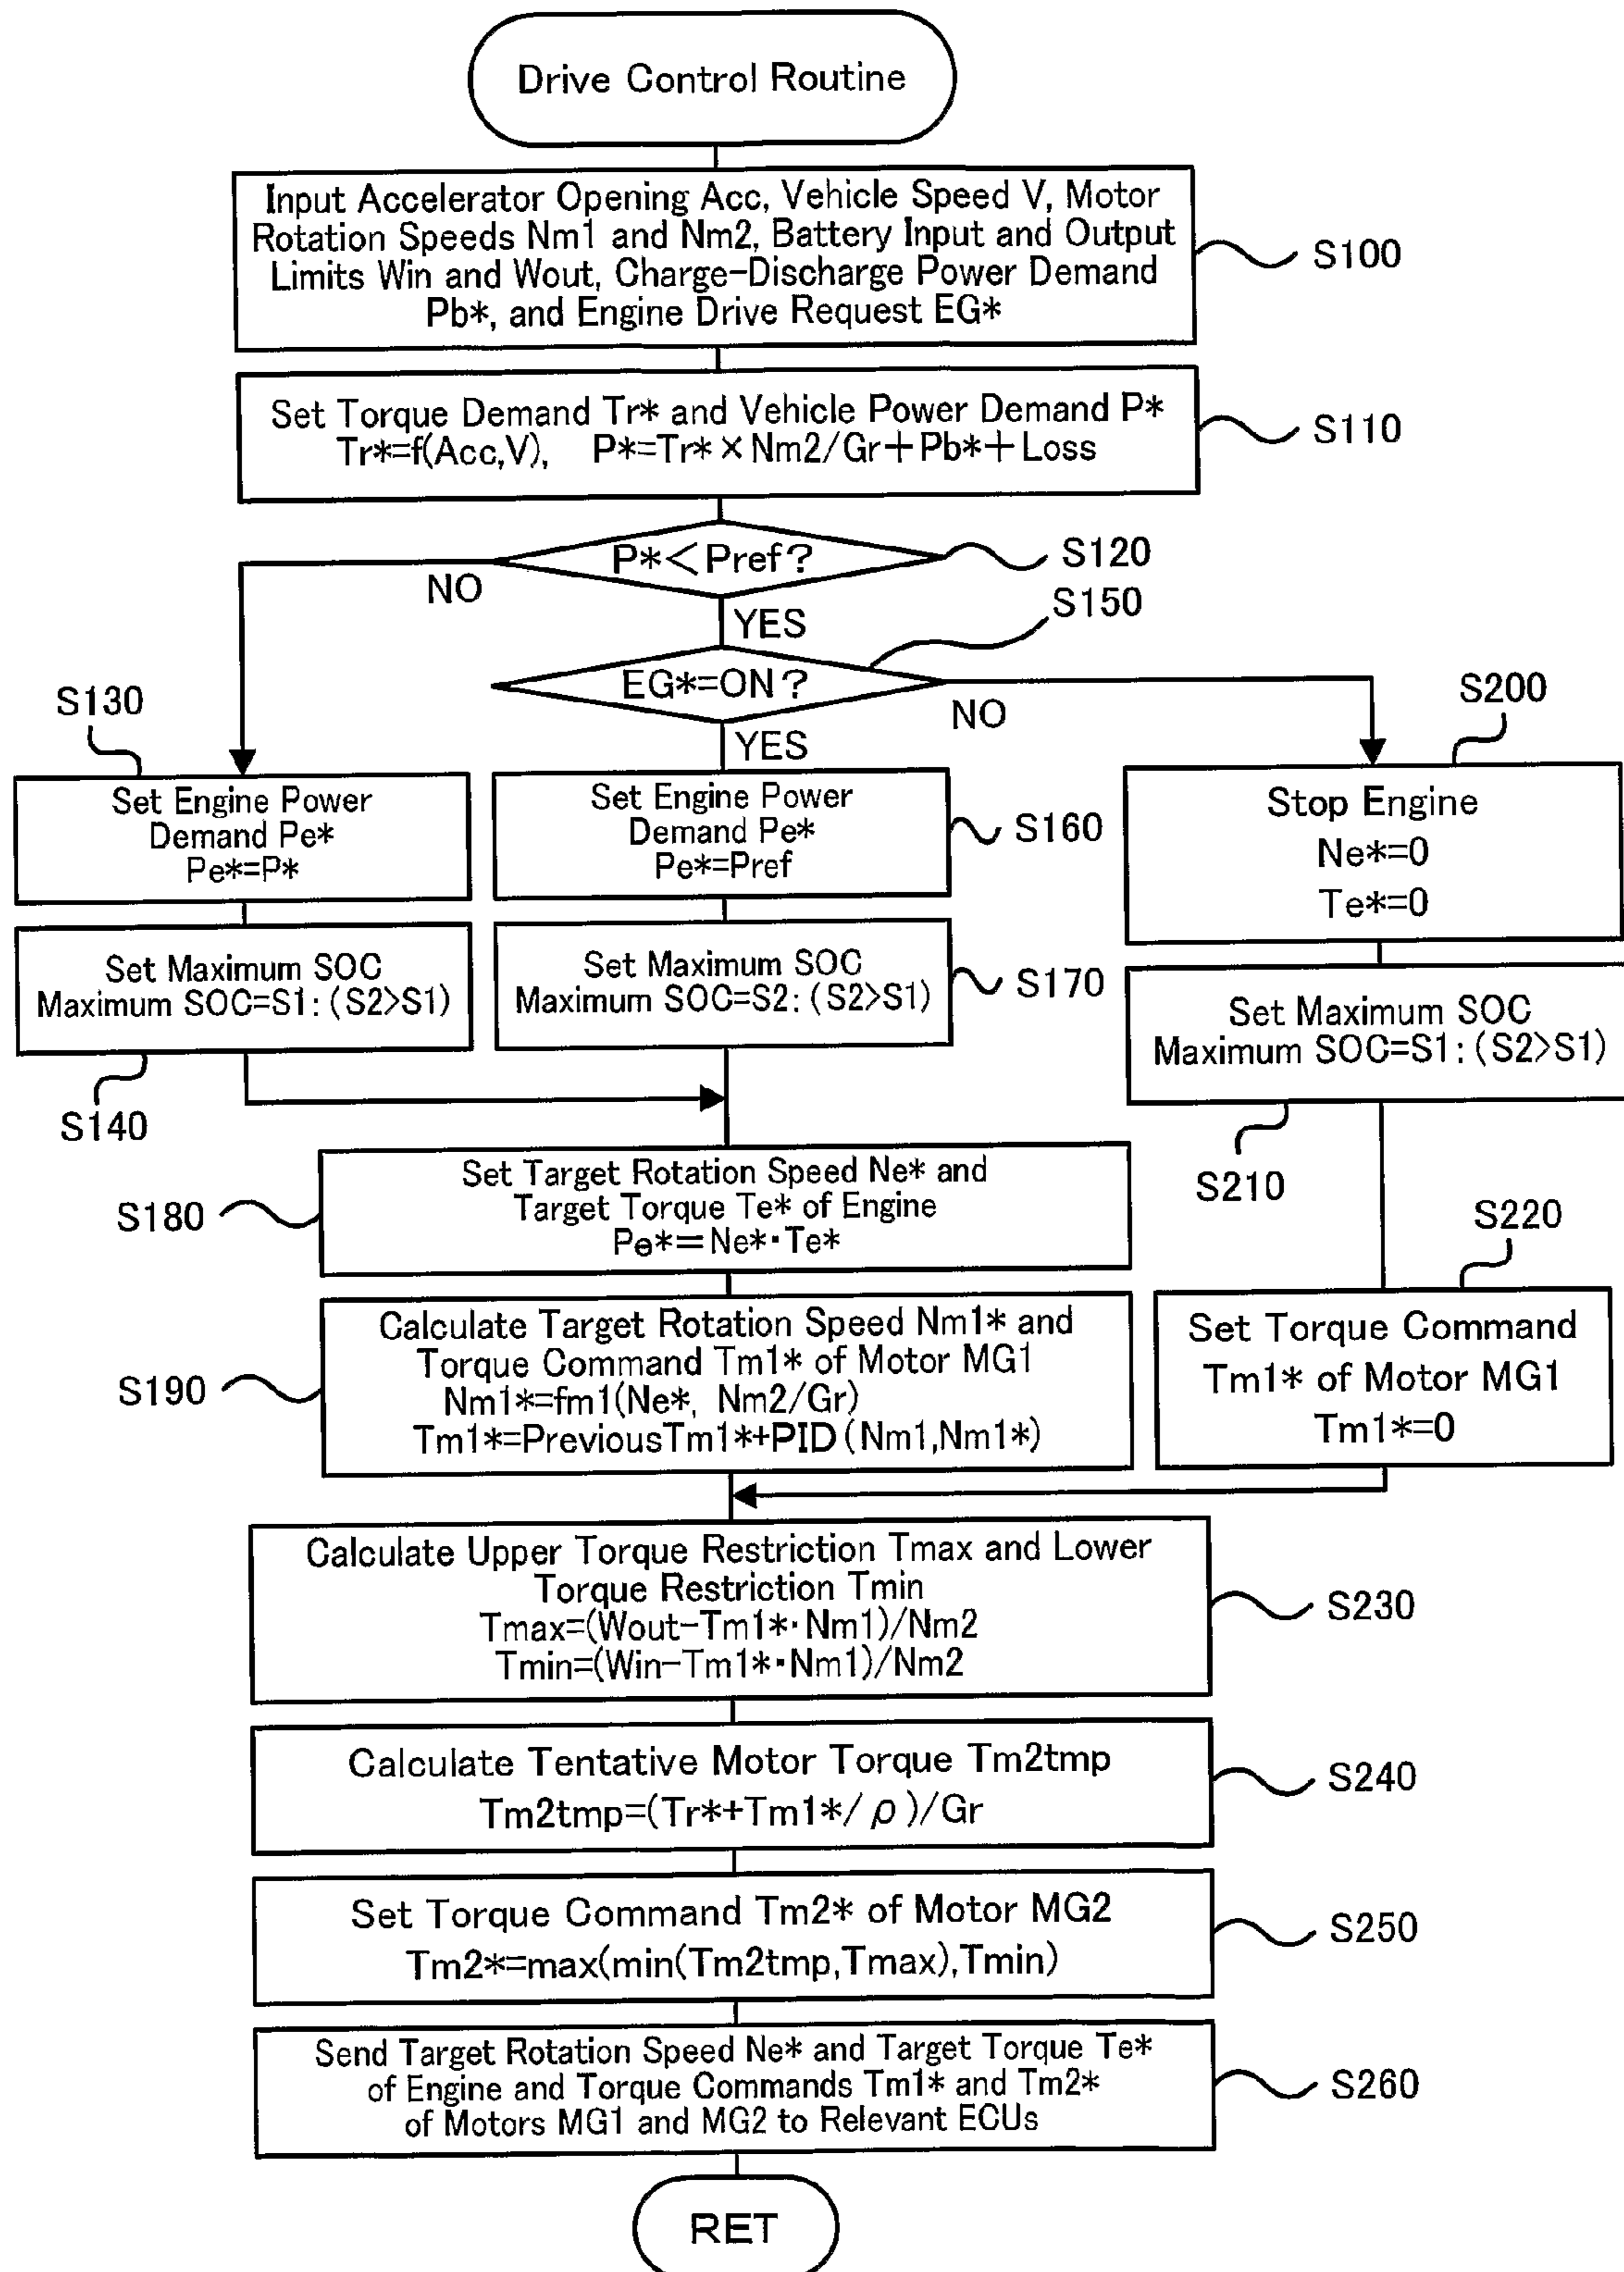 Drive Control Routine
Input Accelerator Opening Acc, Vehicle Speed V, Motor
Rotation Speeds Nm1 and Nm2, Battery Input and Output
Limits Win and Wout, Charge-Discharge Power Demand
Pb*, and Engine Drive Request EG*
S100
Set Torque Demand Tr* and Vehicle Power Demand P*
Tr*=f(Acc,V), P*=Tr*×Nm2/Gr+Pb*+Loss
S110
P*<Pref?
S120
NO
YES
S150
EG*=ON?
NO
YES
S130
Set Engine Power
Demand Pe*
Pe*=P*
Set Engine Power
Demand Pe*
Pe*=Pref
S160
S200
Stop Engine
Ne*=0
Te*=0
Set Maximum SOC
Maximum SOC=S1:(S2>S1)
S140
Set Maximum SOC
Maximum SOC=S2:(S2>S1)
S170
Set Maximum SOC
Maximum SOC=S1:(S2>S1)
S210
S180
Set Target Rotation Speed Ne* and
Target Torque Te* of Engine
Pe*=Ne*·Te*
S220
S190
Calculate Target Rotation Speed Nm1* and
Torque Command Tm1* of Motor MG1
Nm1*=fm1(Ne*, Nm2/Gr)
Tm1*=PreviousTm1*+PID(Nm1,Nm1*)
Set Torque Command
Tm1* of Motor MG1
Tm1*=0
Calculate Upper Torque Restriction Tmax and Lower
Torque Restriction Tmin
Tmax=(Wout-Tm1*·Nm1)/Nm2
Tmin=(Win-Tm1*·Nm1)/Nm2
S230
Calculate Tentative Motor Torque Tm2tmp
Tm2tmp=(Tr*+Tm1*/ρ)/Gr
S240
Set Torque Command Tm2* of Motor MG2
Tm2*=max(min(Tm2tmp,Tmax),Tmin)
S250
Send Target Rotation Speed Ne* and Target Torque Te*
of Engine and Torque Commands Tm1* and Tm2*
of Motors MG1 and MG2 to Relevant ECUs
S260
RET